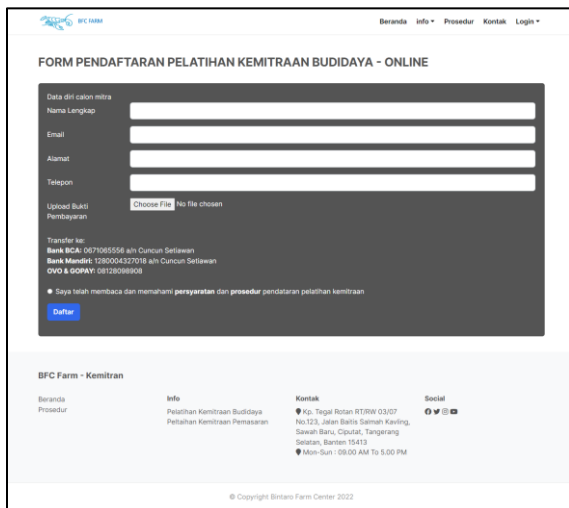 BFC FARM
Beranda info Prosedur Kontak Login
FORM PENDAFTARAN PELATIHAN KEMITRAAN BUDIDAYA - ONLINE
Data diri calon mitra
Nama Lengkap
Email
Alamat
Telepon
Upload Bukti
Pembayaran
Choose File No file chosen
Transfer ke:
Bank BCA: 0671065556 a/n Cuncun Setiawan
Bank Mandiri: 1280004327018 a/n Cuncun Setiawan
OVO & GOPAY: 08128098908
Saya telah membaca dan memahami persyaratan dan prosedur pendataran pelatihan kemitraan
Daftar
BFC Farm - Kemitran
Beranda
Prosedur
Info
Pelatihan Kemitraan Budidaya
Peltaihan Kemitraan Pemasaran
Kontak
Kp. Tegal Rotan RT/RW 03/07
No.123, Jalan Baitis Salmah Kavling,
Sawah Baru, Ciputat, Tangerang
Selatan, Banten 15413
Mon-Sun : 09.00 AM To 5.00 PM
Social
© Copyright Bintaro Farm Center 2022